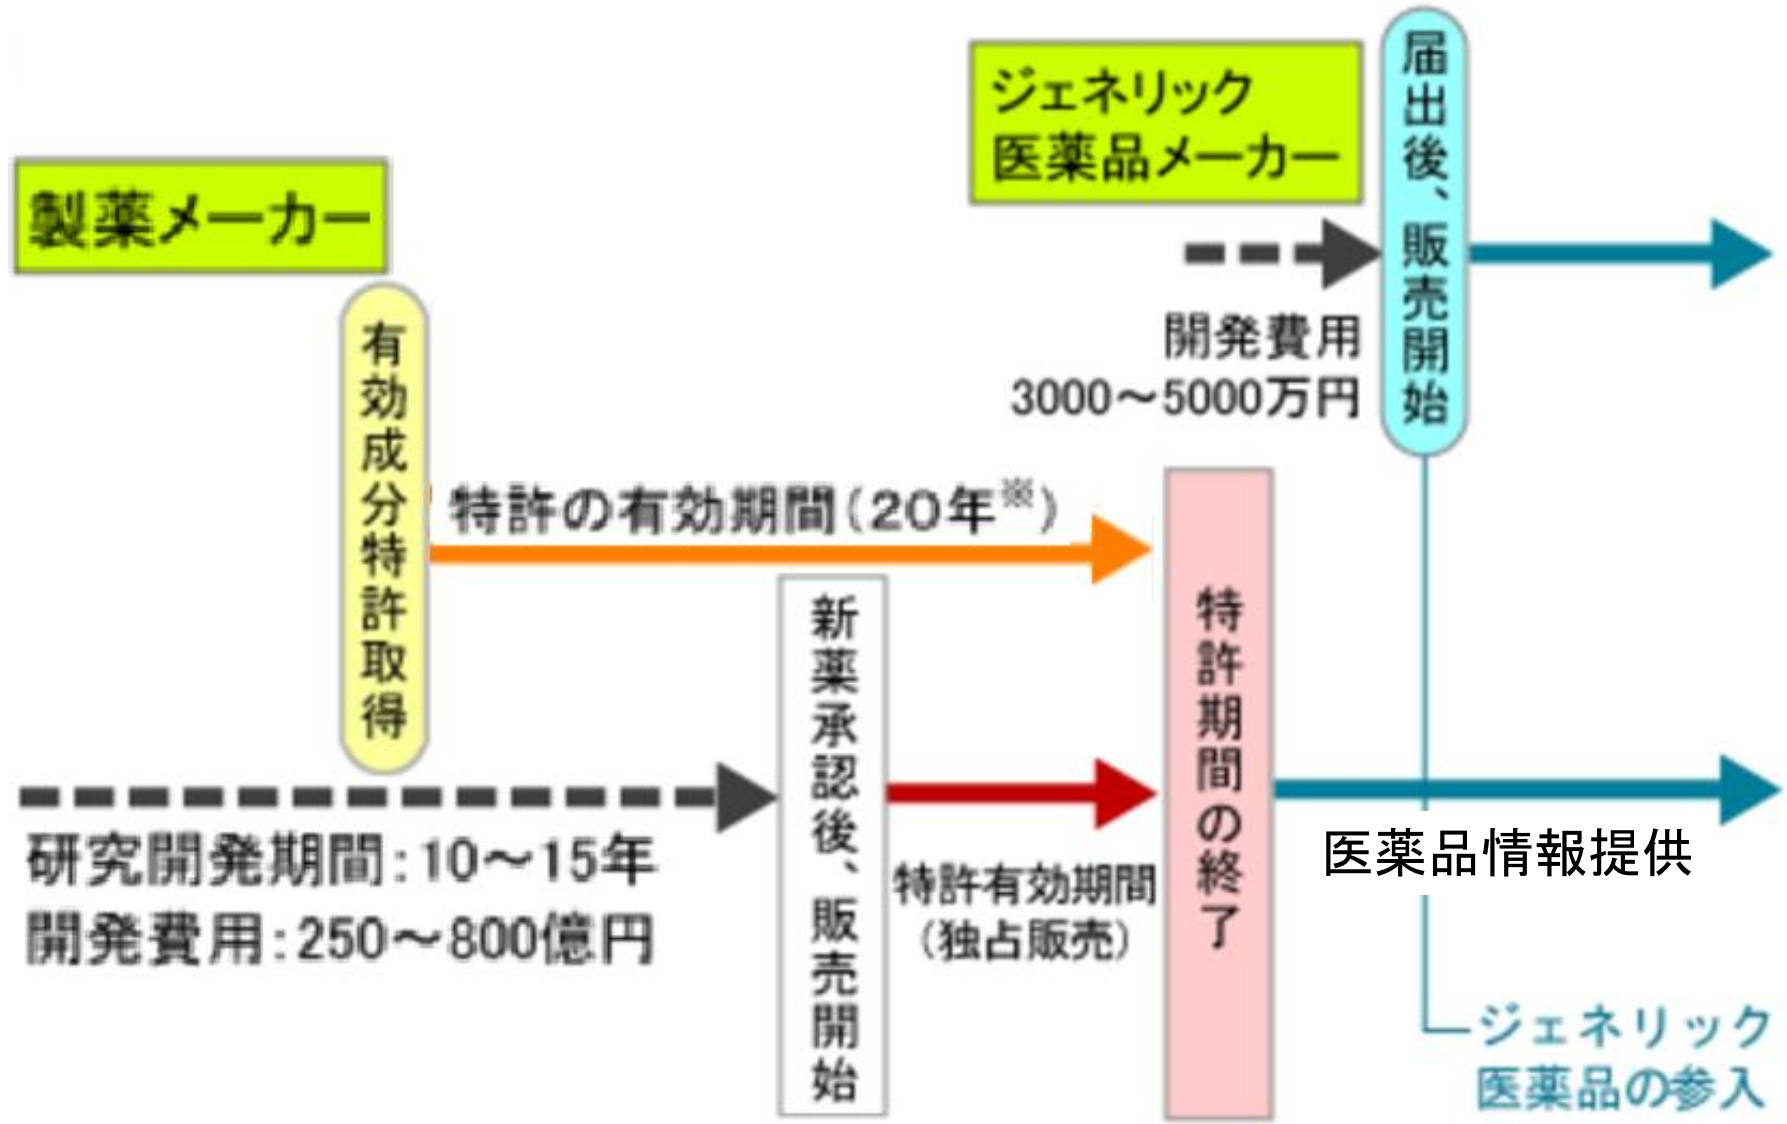 製薬メーカー
有効成分特許取得
特許の有効期間(20年※)
研究開発期間:10～15年
開発費用:250～800億円
新薬承認後、販売開始
特許有効期間
(独占販売)
特許期間の終了
ジェネリック
医薬品メーカー
開発費用
3000～5000万円
届出後、販売開始
医薬品情報提供
ジェネリック
医薬品の参入